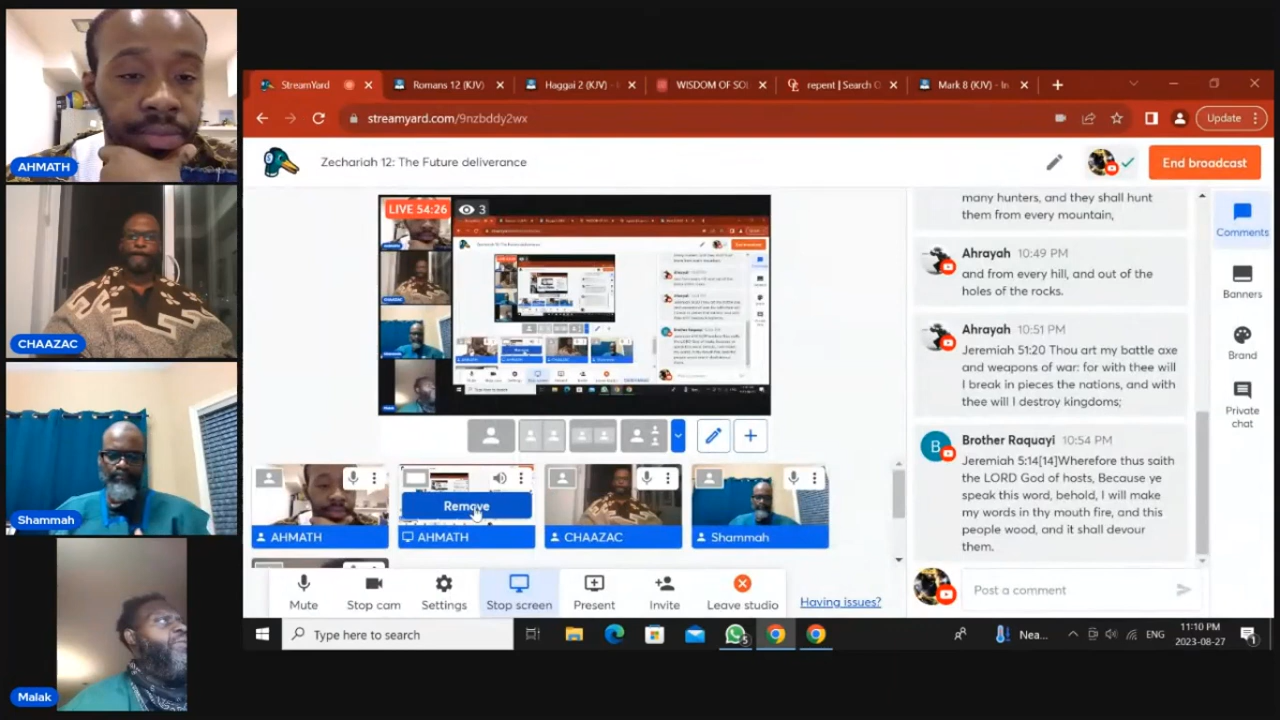 AHMATH
CHAAZAC
Shammah
Malak
StreamYard
Romans 12 (KJV)
Haggai 2 (KJV) - I
WISDOM OF SOL
repent | Search O
Mark 8 (KJV) - In
streamyard.com/9nzbddy2wx
Update
Zechariah 12: The Future deliverance
End broadcast
LIVE 54:26
3
many hunters, and they shall hunt
them from every mountain,
Ahrayah 10:49 PM
and from every hill, and out of the
holes of the rocks.
Ahrayah 10:51 PM
Jeremiah 51:20 Thou art my battle axe
and weapons of war: for with thee will
I break in pieces the nations, and with
thee will I destroy kingdoms;
B
Brother Raquayi 10:54 PM
Jeremiah 5:14[14]Wherefore thus saith
the LORD God of hosts, Because ye
speak this word, behold, I will make
my words in thy mouth fire, and this
people wood, and it shall devour
them.
Post a comment
Comments
Banners
Brand
Private
chat
Remove
AHMATH
AHMATH
CHAAZAC
Shammah
Mute
Stop cam
Settings
Stop screen
Present
Invite
Leave studio
Having issues?
Type here to search
5
Nea...
ENG
11:10 PM
2023-08-27
1